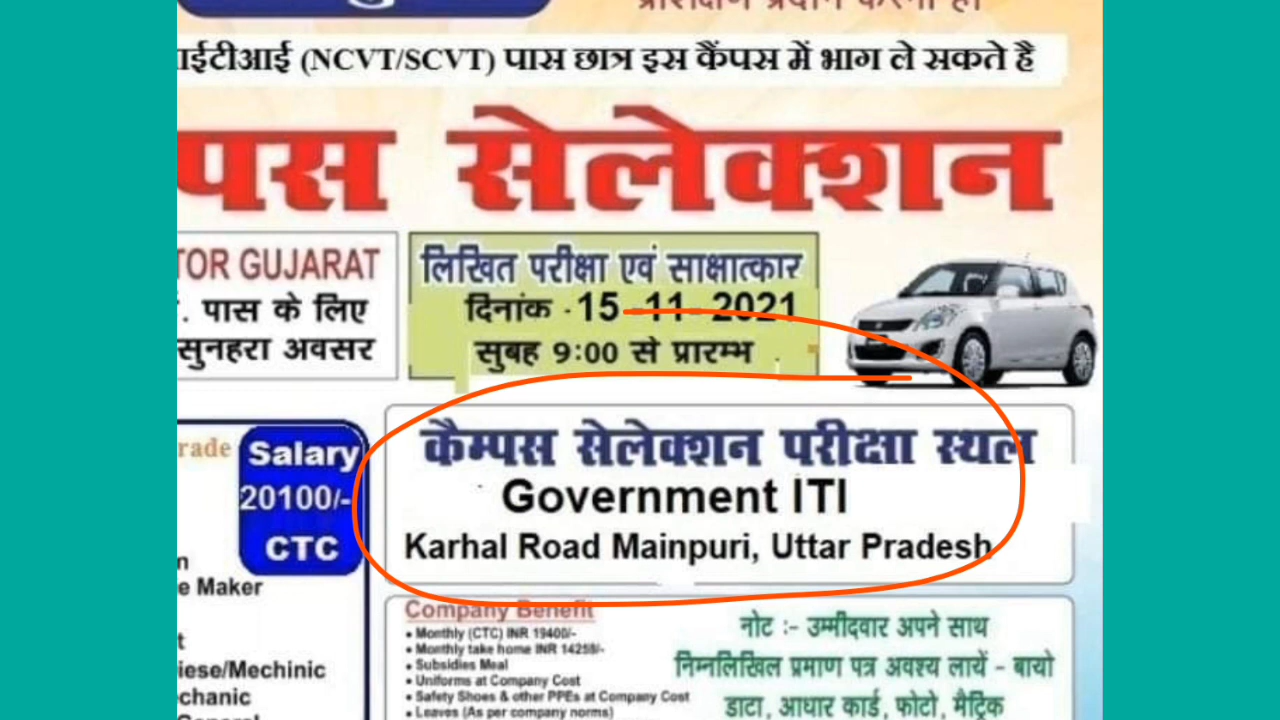 आईटीआई (NCVT/SCVT) पास छात्र इस कैंपस में भाग ले सकते है
पस सेलेक्शन
TOR GUJARAT
. पास के लिए
सुनहरा अवसर
लिखित परीक्षा एवं साक्षात्कार
दिनांक - 15-11-2021
सुबह 9:00 से प्रारम्भ
rade
Salary
20100/-
CTC
कैम्पस सेलेक्शन परीक्षा स्थल
Government ITI
Karhal Road Mainpuri, Uttar Pradesh
n
e Maker
t
iese/Mechinic
chanic
Company Benefit
• Monthly (CTC) INR 19400/-
• Monthly take home INR 14258/-
• Subsidies Meal
• Uniforms at Company Cost
• Safety Shoes & other PPEs at Company Cost
• Leaves (As per company norms)
नोट :- उम्मीदवार अपने साथ
निम्नलिखिल प्रमाण पत्र अवश्य लायें - बायो
डाटा, आधार कार्ड, फोटो, मैट्रिक